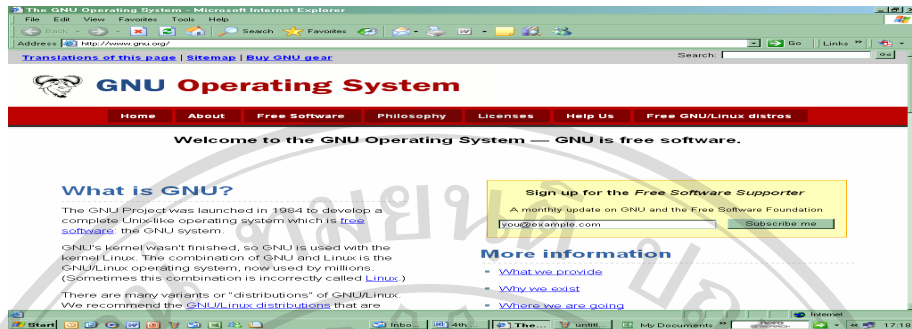 The GNU Operating System - Microsoft Internet Explorer
File Edit View Favorites Tools Help
Back Search Favorites
Address http://www.gnu.org/ Go Links »
Translations of this page | Sitemap | Buy GNU gear Search: Go
GNU Operating System
Home About Free Software Philosophy Licenses Help Us Free GNU/Linux distros
Welcome to the GNU Operating System — GNU is free software.
What is GNU?
The GNU Project was launched in 1984 to develop a
complete Unix-like operating system which is free
software: the GNU system.
GNU's kernel wasn't finished, so GNU is used with the
kernel Linux. The combination of GNU and Linux is the
GNU/Linux operating system, now used by millions.
(Sometimes this combination is incorrectly called Linux.)
There are many variants or "distributions" of GNU/Linux.
We recommend the GNU/Linux distributions that are
Sign up for the Free Software Supporter
A monthly update on GNU and the Free Software Foundation
you@example.com Subscribe me
More information
What we provide
Why we exist
Where we are going
Internet
Start Inbo... 4th... The... untitl... My Documents » 17:18